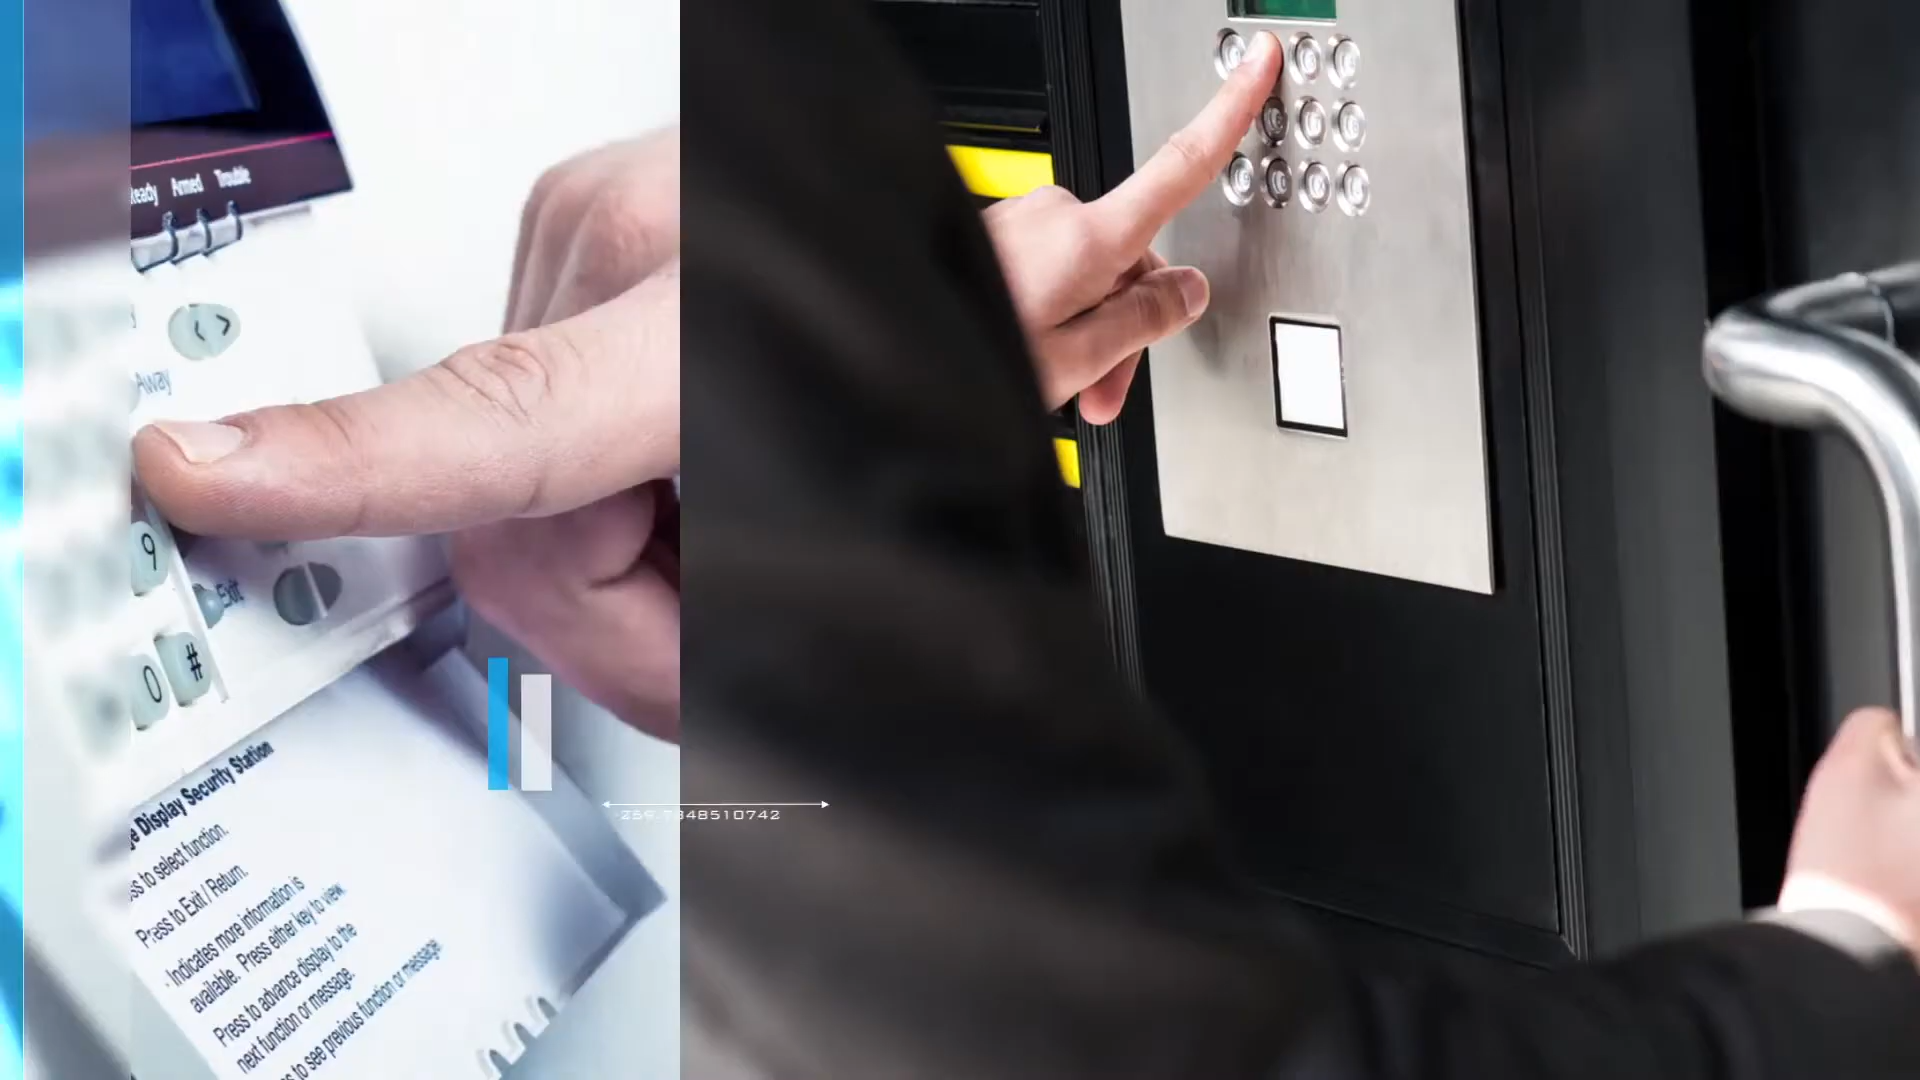 Ready Armed Trouble
< >
Away
9
Exit
0 #
Display Security Station
to select function.
Press to Exit / Return.
- Indicates more information is
available. Press either key to view.
Press to advance display to the
next function or message.
to see previous function or message.